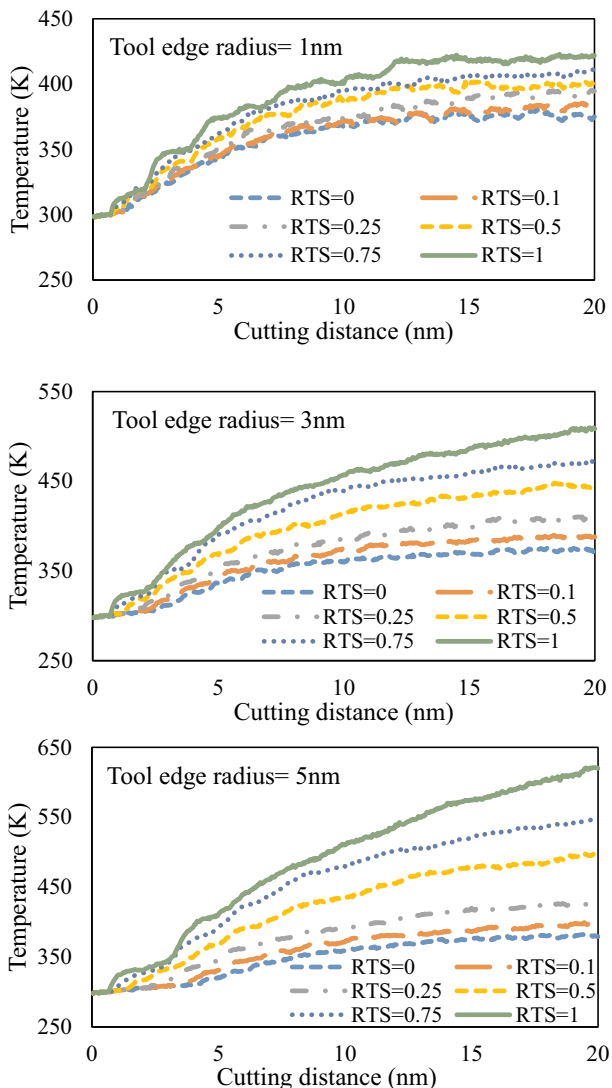 450
Tool edge radius= 1nm
400
Temperature (K)
350
RTS=0 RTS=0.1
300
RTS=0.25 RTS=0.5
RTS=0.75 RTS=1
250
0 5 10 15 20
Cutting distance (nm)
550
Tool edge radius= 3nm
450
Temperature (K)
350
RTS=0 RTS=0.1
RTS=0.25 RTS=0.5
RTS=0.75 RTS=1
250
0 5 10 15 20
Cutting distance (nm)
650
Tool edge radius= 5nm
550
Temperature (K)
450
350
RTS=0 RTS=0.1
RTS=0.25 RTS=0.5
RTS=0.75 RTS=1
250
0 5 10 15 20
Cutting distance (nm)